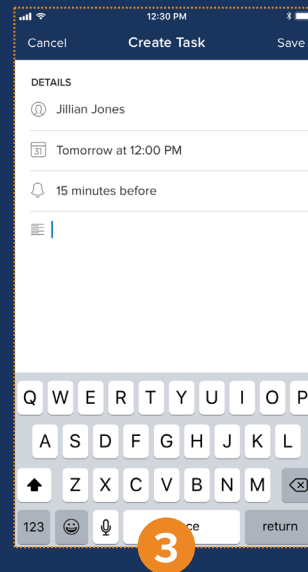 12:30 PM
Cancel Create Task Save
DETAILS
Jillian Jones
31 Tomorrow at 12:00 PM
15 minutes before
Q W E R T Y U I O P
A S D F G H J K L
Z X C V B N M
123 ce return
3